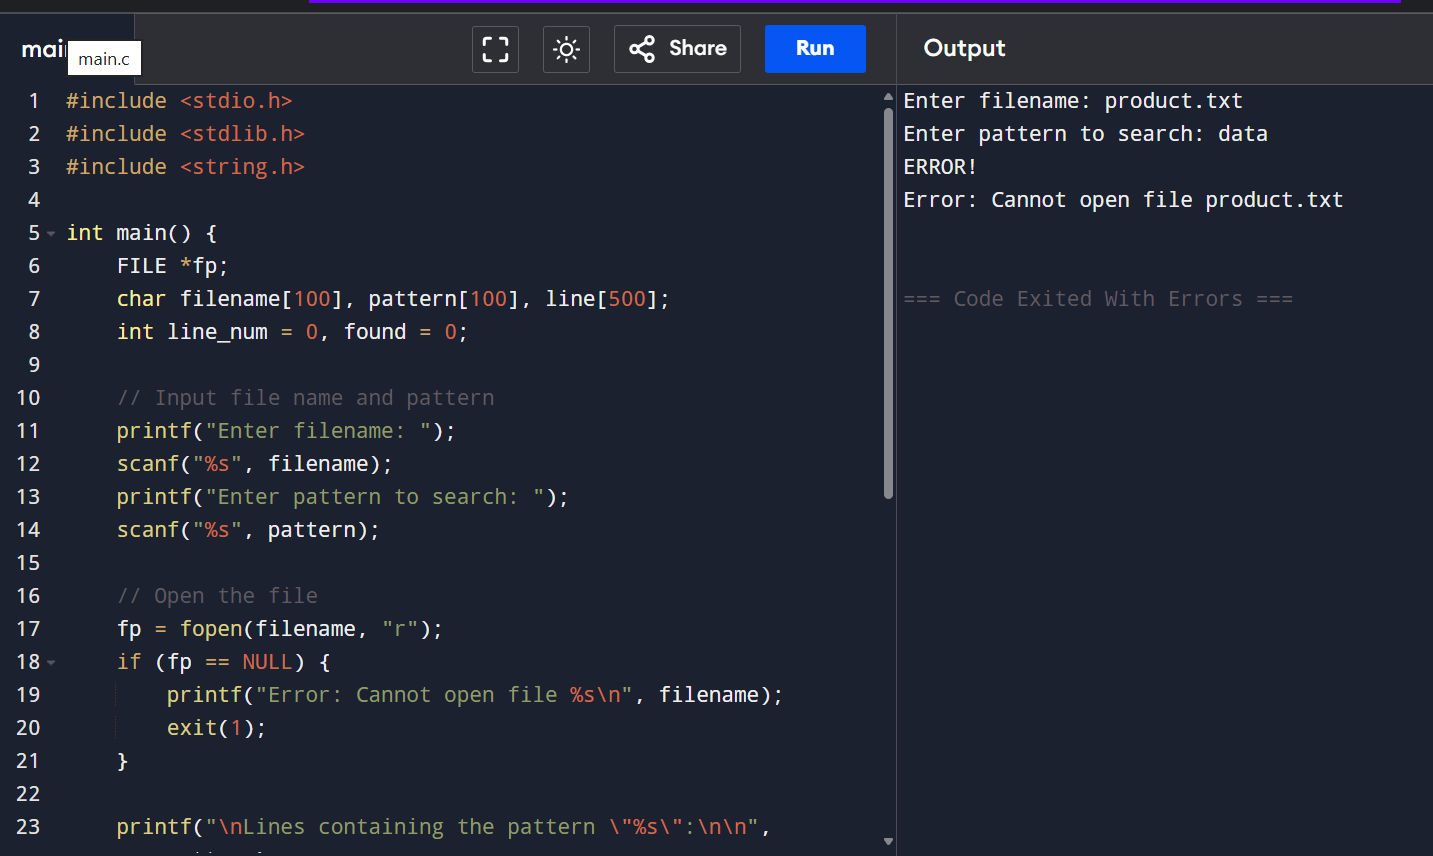 mai
main.c
Share
Run
Output
1 #include <stdio.h>
2 #include <stdlib.h>
3 #include <string.h>
4
5 int main() {
6     FILE *fp;
7     char filename[100], pattern[100], line[500];
8     int line_num = 0, found = 0;
9
10     // Input file name and pattern
11     printf("Enter filename: ");
12     scanf("%s", filename);
13     printf("Enter pattern to search: ");
14     scanf("%s", pattern);
15
16     // Open the file
17     fp = fopen(filename, "r");
18     if (fp == NULL) {
19         printf("Error: Cannot open file %s\n", filename);
20         exit(1);
21     }
22
23     printf("\nLines containing the pattern \"%s\":\n\n",
Enter filename: product.txt
Enter pattern to search: data
ERROR!
Error: Cannot open file product.txt
=== Code Exited With Errors ===